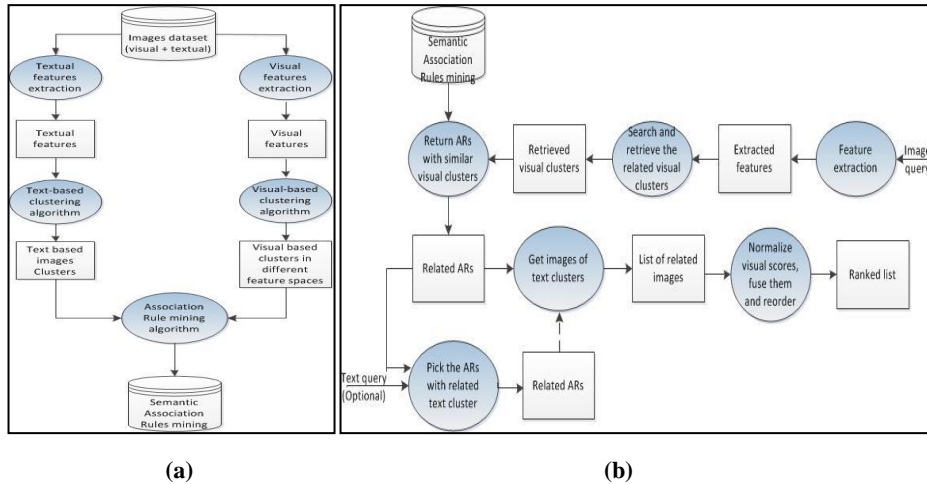 Images dataset
(visual + textual)
Textual
features
extraction
Visual
features
extraction
Textual
features
Visual
features
Text-based
clustering
algorithm
Visual-based
clustering
algorithm
Text based
images
Clusters
Visual based
clusters in
different
feature spaces
Association
Rule mining
algorithm
Semantic
Association
Rules mining
(a)
Semantic
Association
Rules mining
Return ARs
with similar
visual clusters
Retrieved
visual clusters
Search and
retrieve the
related visual
clusters
Extracted
features
Feature
extraction
Image
query
Related ARs
Get images of
text clusters
List of related
images
Normalize
visual scores,
fuse them
and reorder
Ranked list
Text query
(Optional)
Pick the ARs
with related
text cluster
Related ARs
(b)